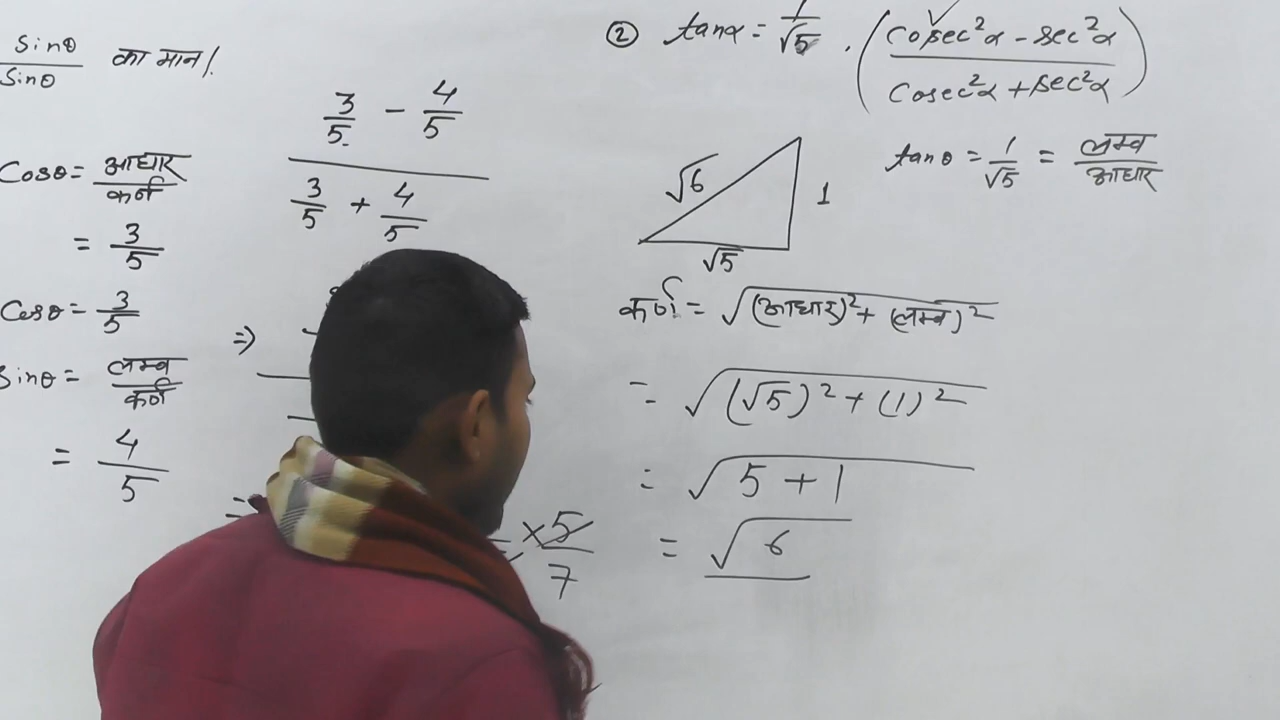 sinθ
sinθ
का मान।
3/5 - 4/5
3/5 + 4/5
cosθ = आधार/कर्ण
= 3/5
cosθ = 3/5
sinθ = लम्ब/कर्ण
= 4/5
=>
=
× 5/7
② tanα = 1/√5 . (cosec²α - sec²α / cosec²α + sec²α)
√6
1
√5
tanθ = 1/√5 = लम्ब/आधार
कर्ण = √(आधार)² + (लम्ब)²
= √(√5)² + (1)²
= √5 + 1
= √6